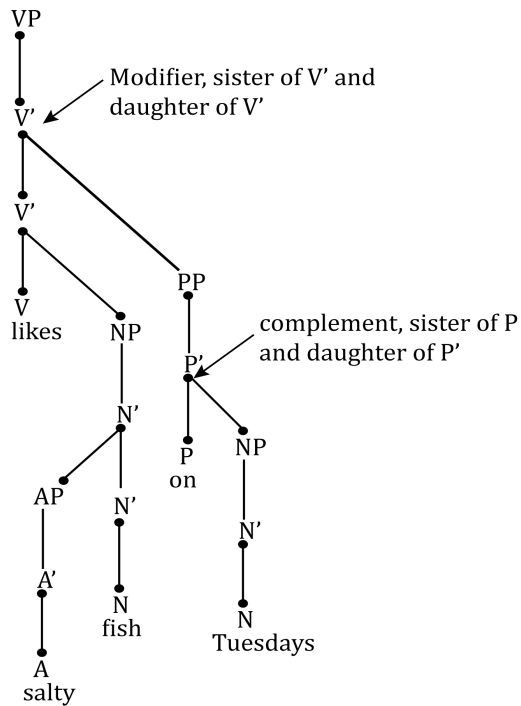 VP
V’
Modifier, sister of V’ and
daughter of V’
V’
PP
V
likes
NP
complement, sister of P
and daughter of P’
P’
N’
P
on
NP
AP
N’
N’
A’
N
fish
N
Tuesdays
A
salty